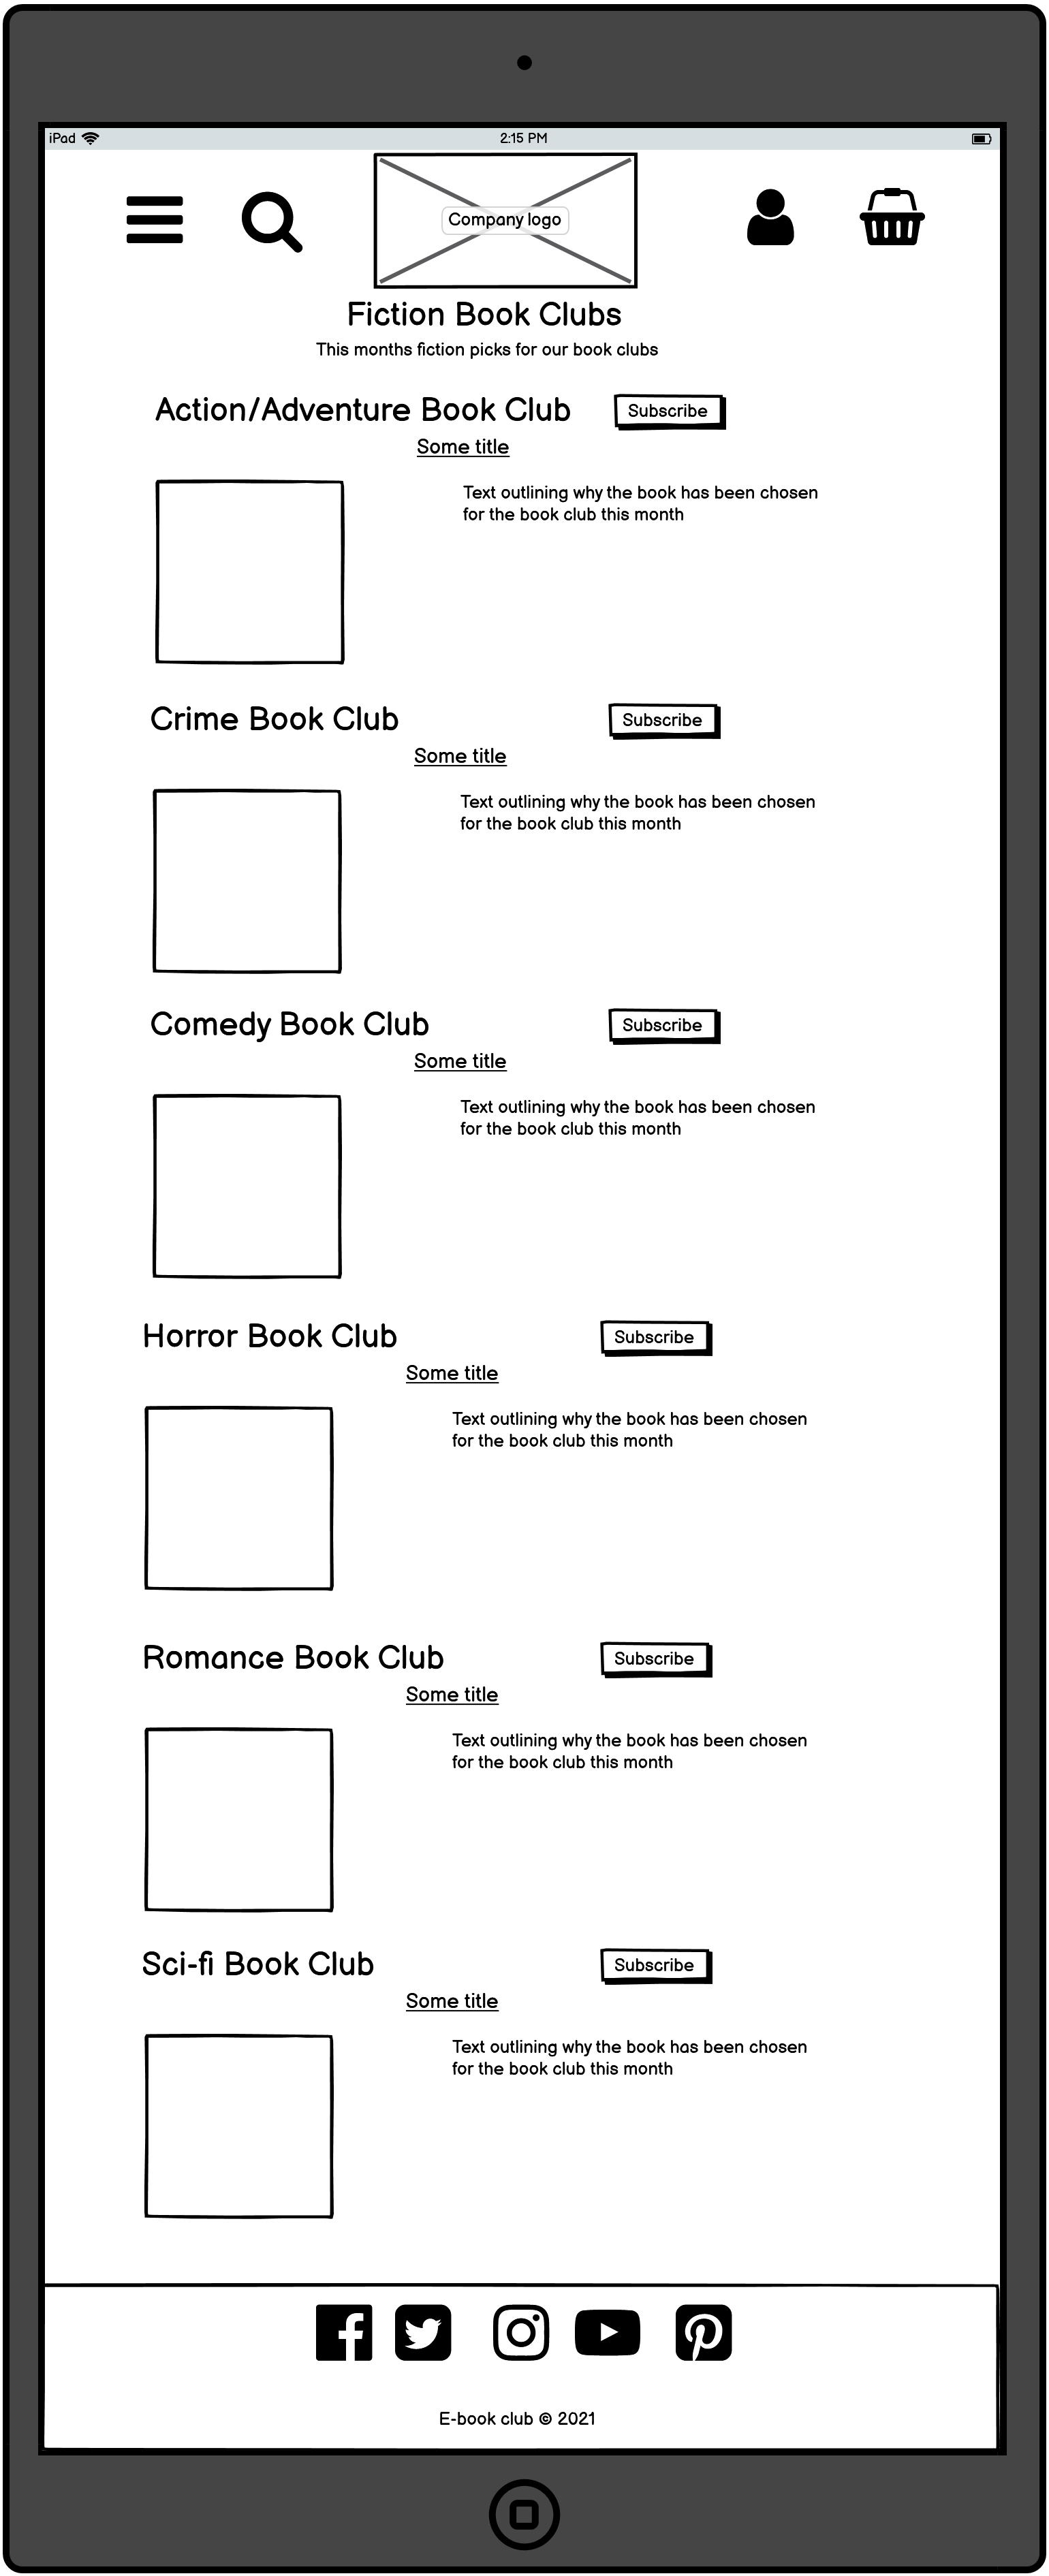 iPad
2:15 PM
Company logo
Fiction Book Clubs
This months fiction picks for our book clubs
Action/Adventure Book Club
Subscribe
Some title
Text outlining why the book has been chosen
for the book club this month
Crime Book Club
Subscribe
Some title
Text outlining why the book has been chosen
for the book club this month
Comedy Book Club
Subscribe
Some title
Text outlining why the book has been chosen
for the book club this month
Horror Book Club
Subscribe
Some title
Text outlining why the book has been chosen
for the book club this month
Romance Book Club
Subscribe
Some title
Text outlining why the book has been chosen
for the book club this month
Sci-fi Book Club
Subscribe
Some title
Text outlining why the book has been chosen
for the book club this month
E-book club © 2021